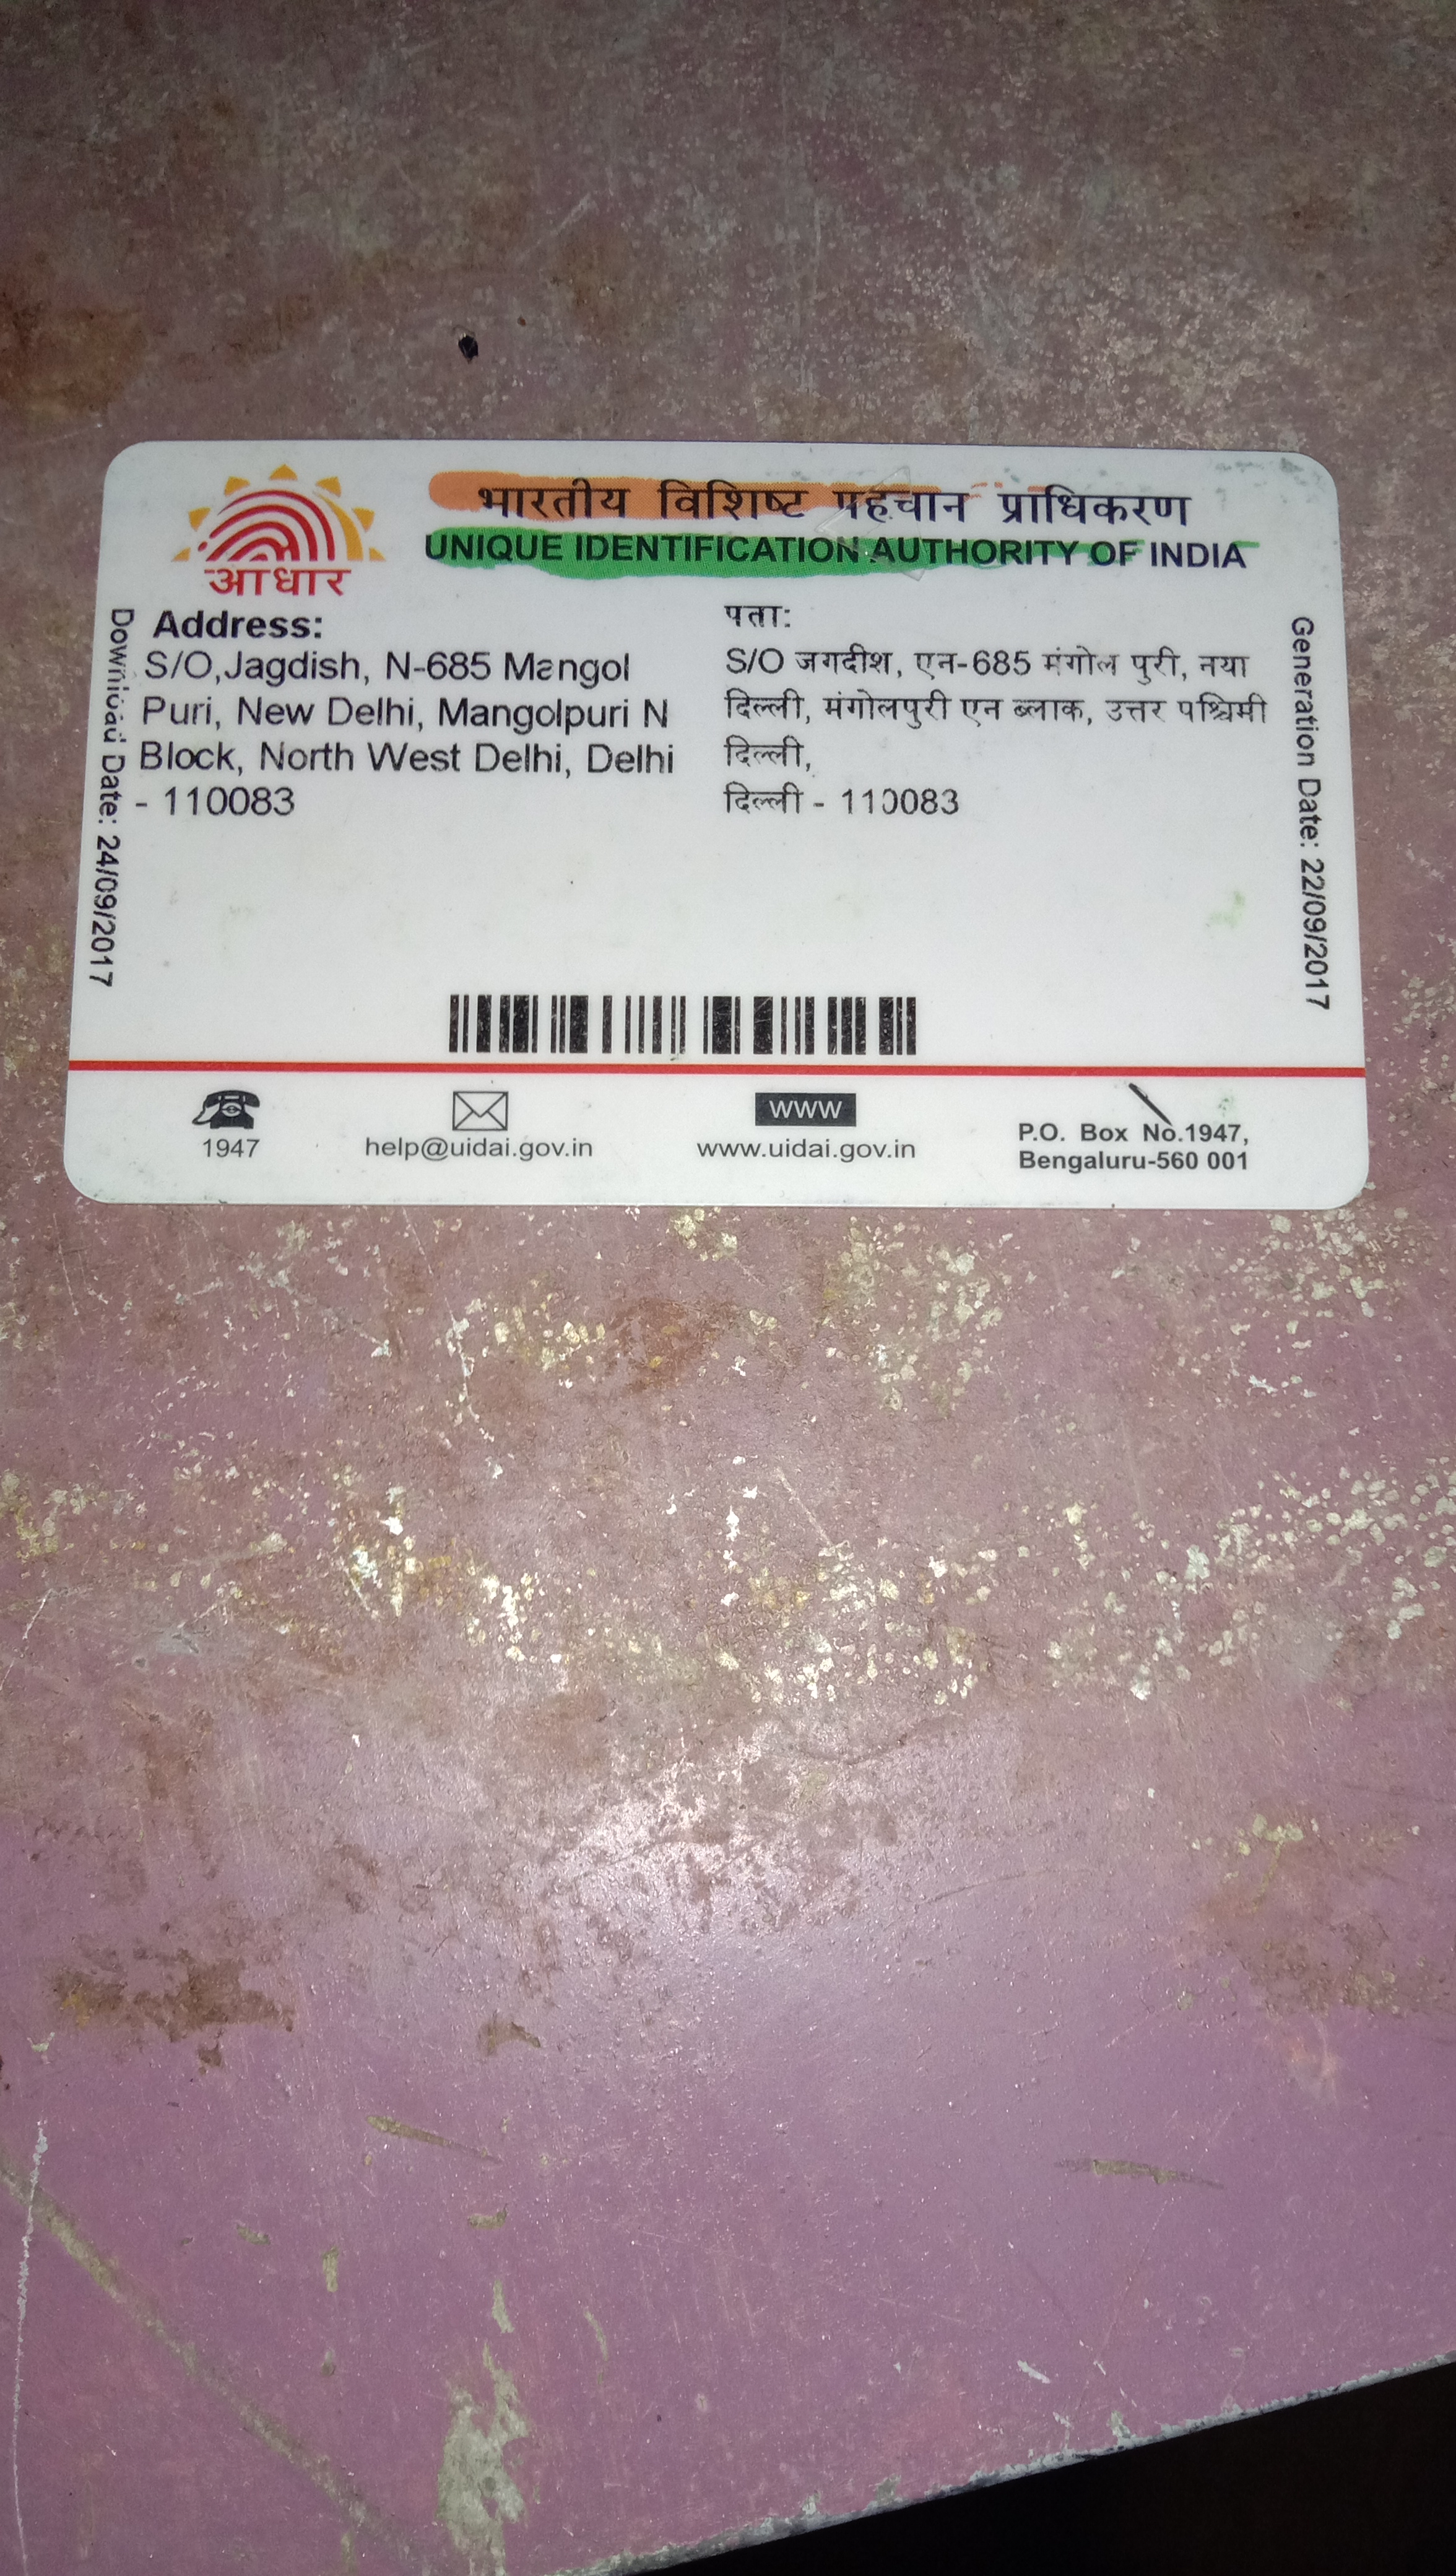 भारतीय विशिष्ट पहचान प्राधिकरण
UNIQUE IDENTIFICATION AUTHORITY OF INDIA
आधार
Address:
S/O,Jagdish, N-685 Mangol
Puri, New Delhi, Mangolpuri N
Block, North West Delhi, Delhi
- 110083
पता:
S/O जगदीश, एन-685 मंगोल पुरी, नया
दिल्ली, मंगोलपुरी एन ब्लाक, उत्तर पश्चिमी
दिल्ली,
दिल्ली - 110083
Download Date: 24/09/2017
Generation Date: 22/09/2017
1947
help@uidai.gov.in
www
www.uidai.gov.in
P.O. Box No.1947,
Bengaluru-560 001